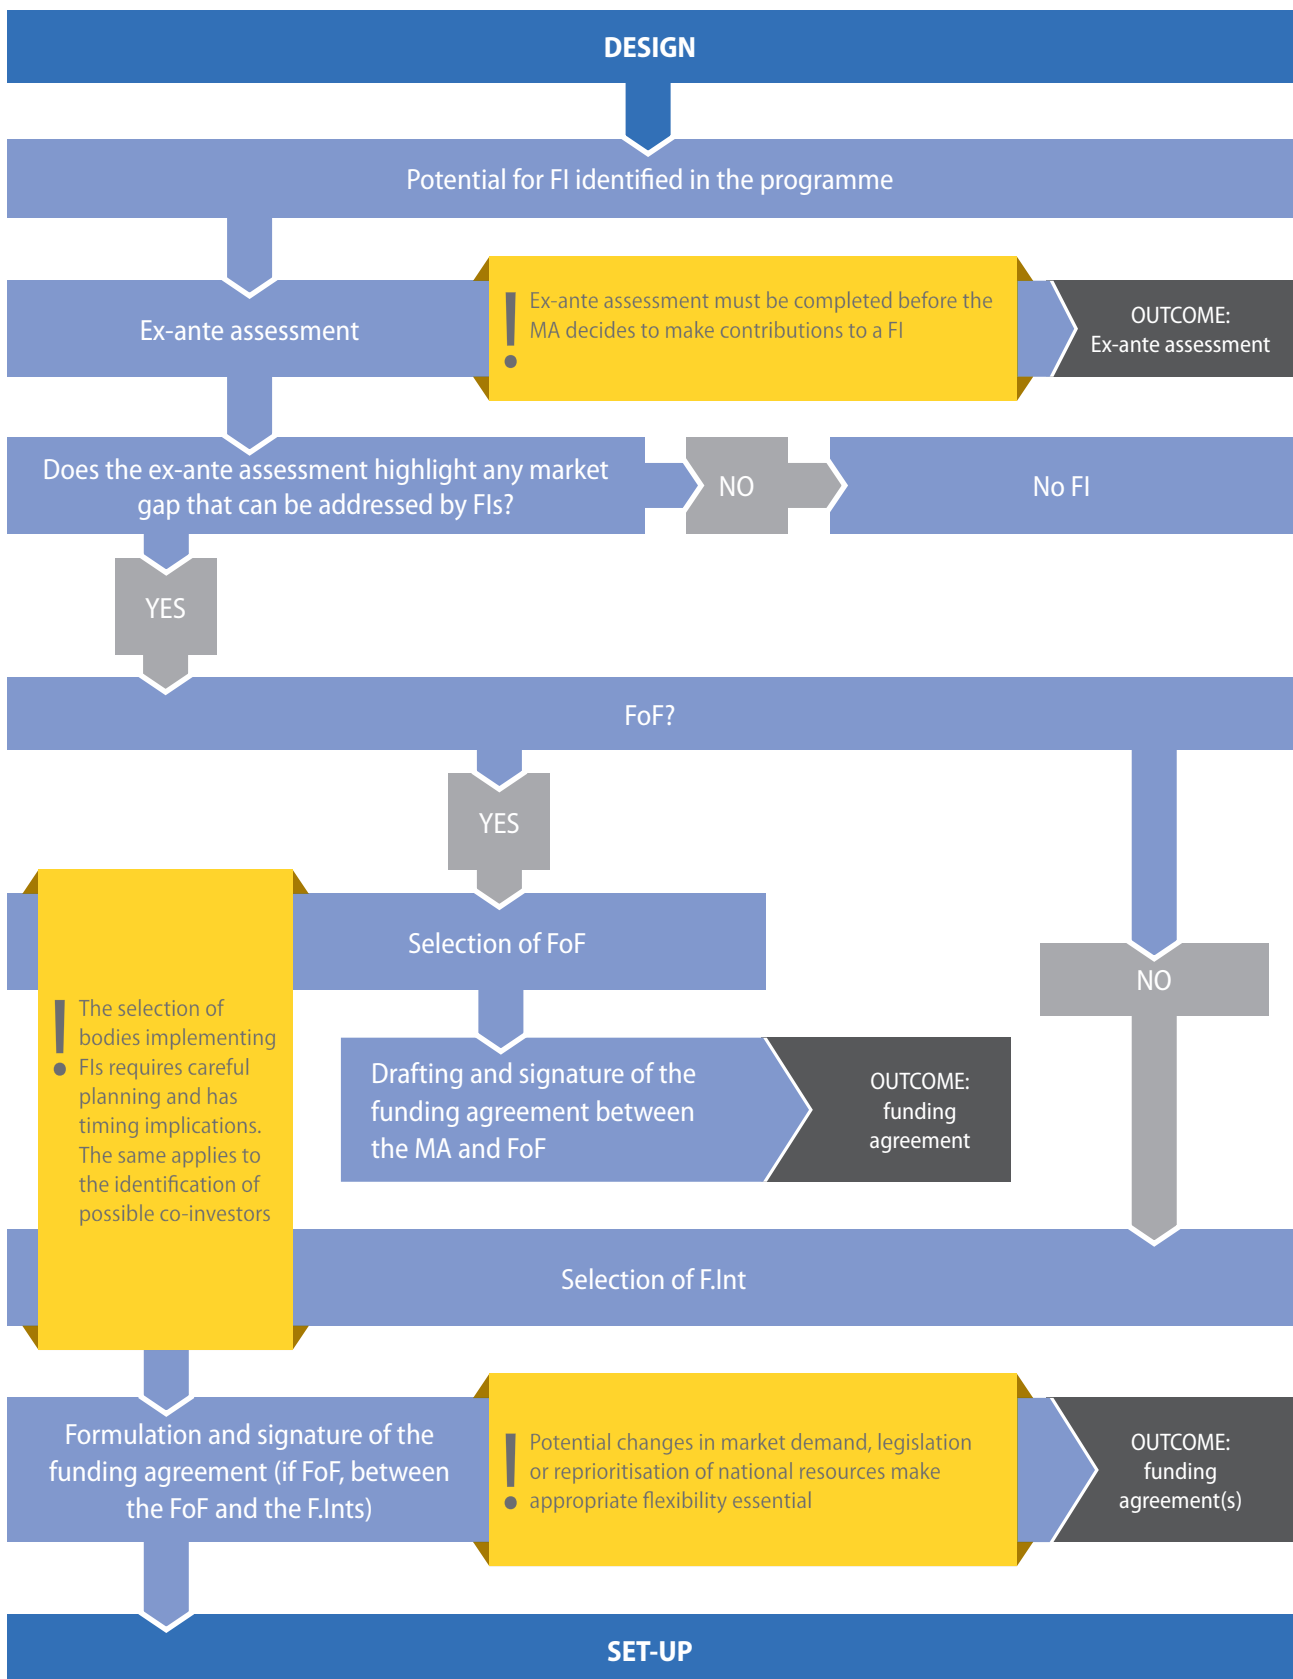 DESIGN
Potential for FI identified in the programme
Ex-ante assessment
! Ex-ante assessment must be completed before the
MA decides to make contributions to a FI
OUTCOME:
Ex-ante assessment
Does the ex-ante assessment highlight any market
gap that can be addressed by FIs?
NO
No FI
YES
FoF?
YES
NO
Selection of FoF
! The selection of
bodies implementing
FIs requires careful
planning and has
timing implications.
The same applies to
the identification of
possible co-investors
Drafting and signature of the
funding agreement between
the MA and FoF
OUTCOME:
funding
agreement
Selection of F.Int
Formulation and signature of the
funding agreement (if FoF, between
the FoF and the F.Ints)
! Potential changes in market demand, legislation
or reprioritisation of national resources make
appropriate flexibility essential
OUTCOME:
funding
agreement(s)
SET-UP